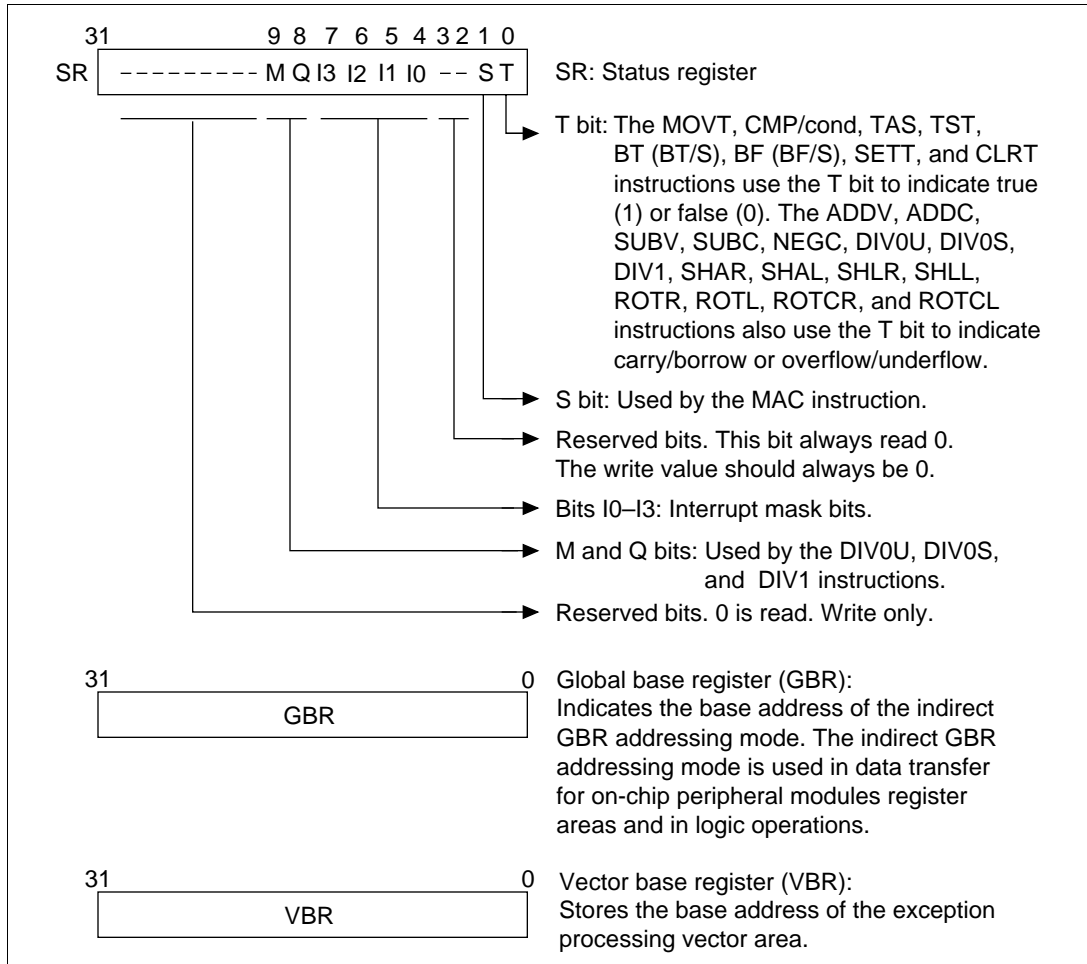 31 9 8 7 6 5 4 3 2 1 0
SR --------- M Q I3 I2 I1 I0 -- S T SR: Status register
T bit: The MOVT, CMP/cond, TAS, TST,
BT (BT/S), BF (BF/S), SETT, and CLRT
instructions use the T bit to indicate true
(1) or false (0). The ADDV, ADDC,
SUBV, SUBC, NEGC, DIV0U, DIV0S,
DIV1, SHAR, SHAL, SHLR, SHLL,
ROTR, ROTL, ROTCR, and ROTCL
instructions also use the T bit to indicate
carry/borrow or overflow/underflow.
S bit: Used by the MAC instruction.
Reserved bits. This bit always read 0.
The write value should always be 0.
Bits I0–I3: Interrupt mask bits.
M and Q bits: Used by the DIV0U, DIV0S,
and DIV1 instructions.
Reserved bits. 0 is read. Write only.
31 0 Global base register (GBR):
GBR Indicates the base address of the indirect
GBR addressing mode. The indirect GBR
addressing mode is used in data transfer
for on-chip peripheral modules register
areas and in logic operations.
31 0 Vector base register (VBR):
VBR Stores the base address of the exception
processing vector area.